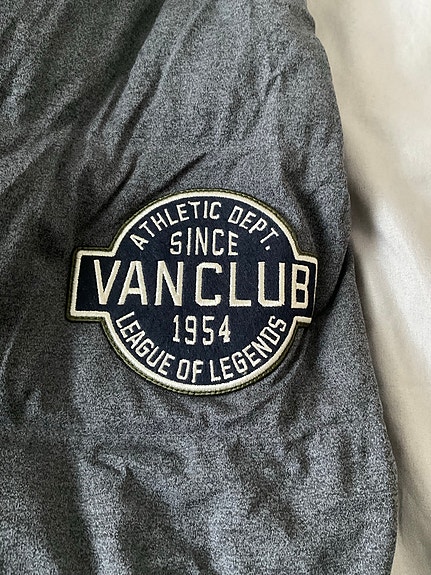 ATHLETIC DEPT.
SINCE
VANCLUB
1954
LEAGUE OF LEGENDS